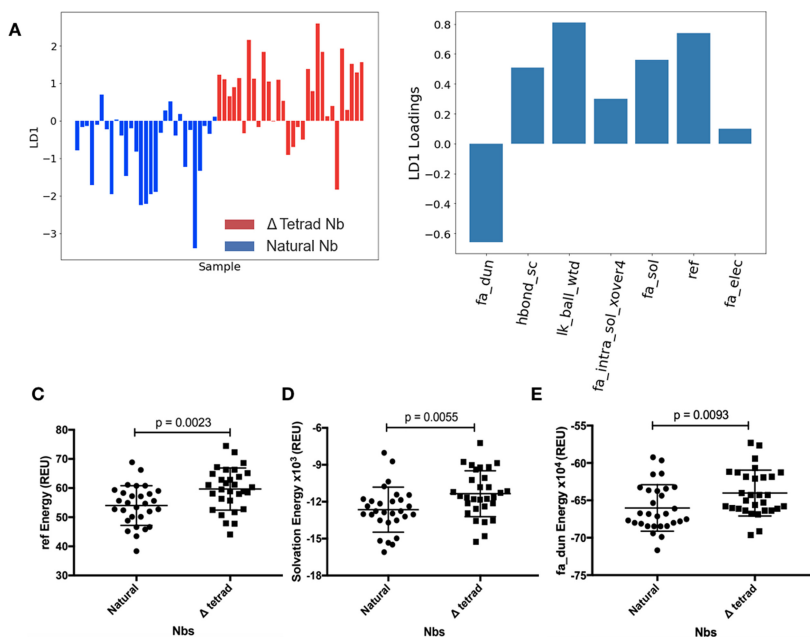 A
LD1
2
1
0
−1
−2
−3
Δ Tetrad Nb
Natural Nb
Sample
LD1 Loadings
0.8
0.6
0.4
0.2
0.0
−0.2
−0.4
−0.6
fa_dun
hbond_sc
lk_ball_wtd
fa_intra_sol_xover4
fa_sol
ref
fa_elec
C
ref Energy (REU)
80
70
60
50
40
30
p = 0.0023
Natural
Δ tetrad
Nbs
D
Solvation Energy x10³ (REU)
-6
-9
-12
-15
-18
p = 0.0055
Natural
Δ tetrad
Nbs
E
fa_dun Energy x10⁴ (REU)
-55
-60
-65
-70
-75
p = 0.0093
Natural
Δ tetrad
Nbs